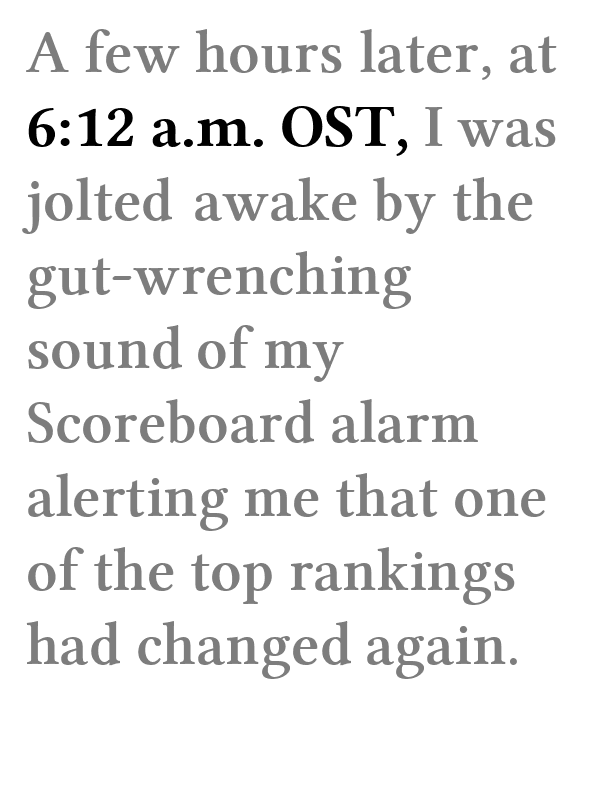 A few hours later, at
6:12 a.m. OST, I was
jolted awake by the
gut-wrenching
sound of my
Scoreboard alarm
alerting me that one
of the top rankings
had changed again.